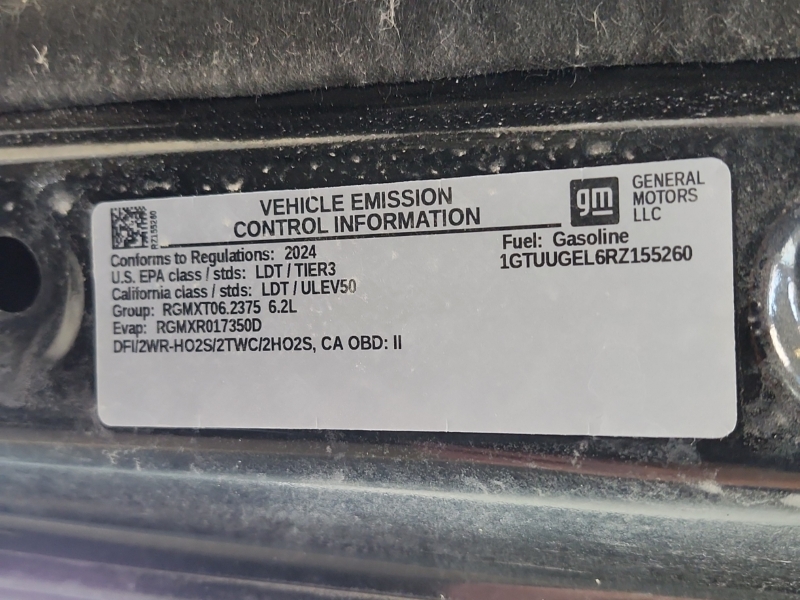 VEHICLE EMISSION
CONTROL INFORMATION
gm
GENERAL
MOTORS
LLC
RZ155260
Conforms to Regulations: 2024
U.S. EPA class / stds: LDT / TIER3
California class / stds: LDT / ULEV50
Group: RGMXT06.2375 6.2L
Evap: RGMXR017350D
DFI/2WR-HO2S/2TWC/2HO2S, CA OBD: II
Fuel: Gasoline
1GTUUGEL6RZ155260